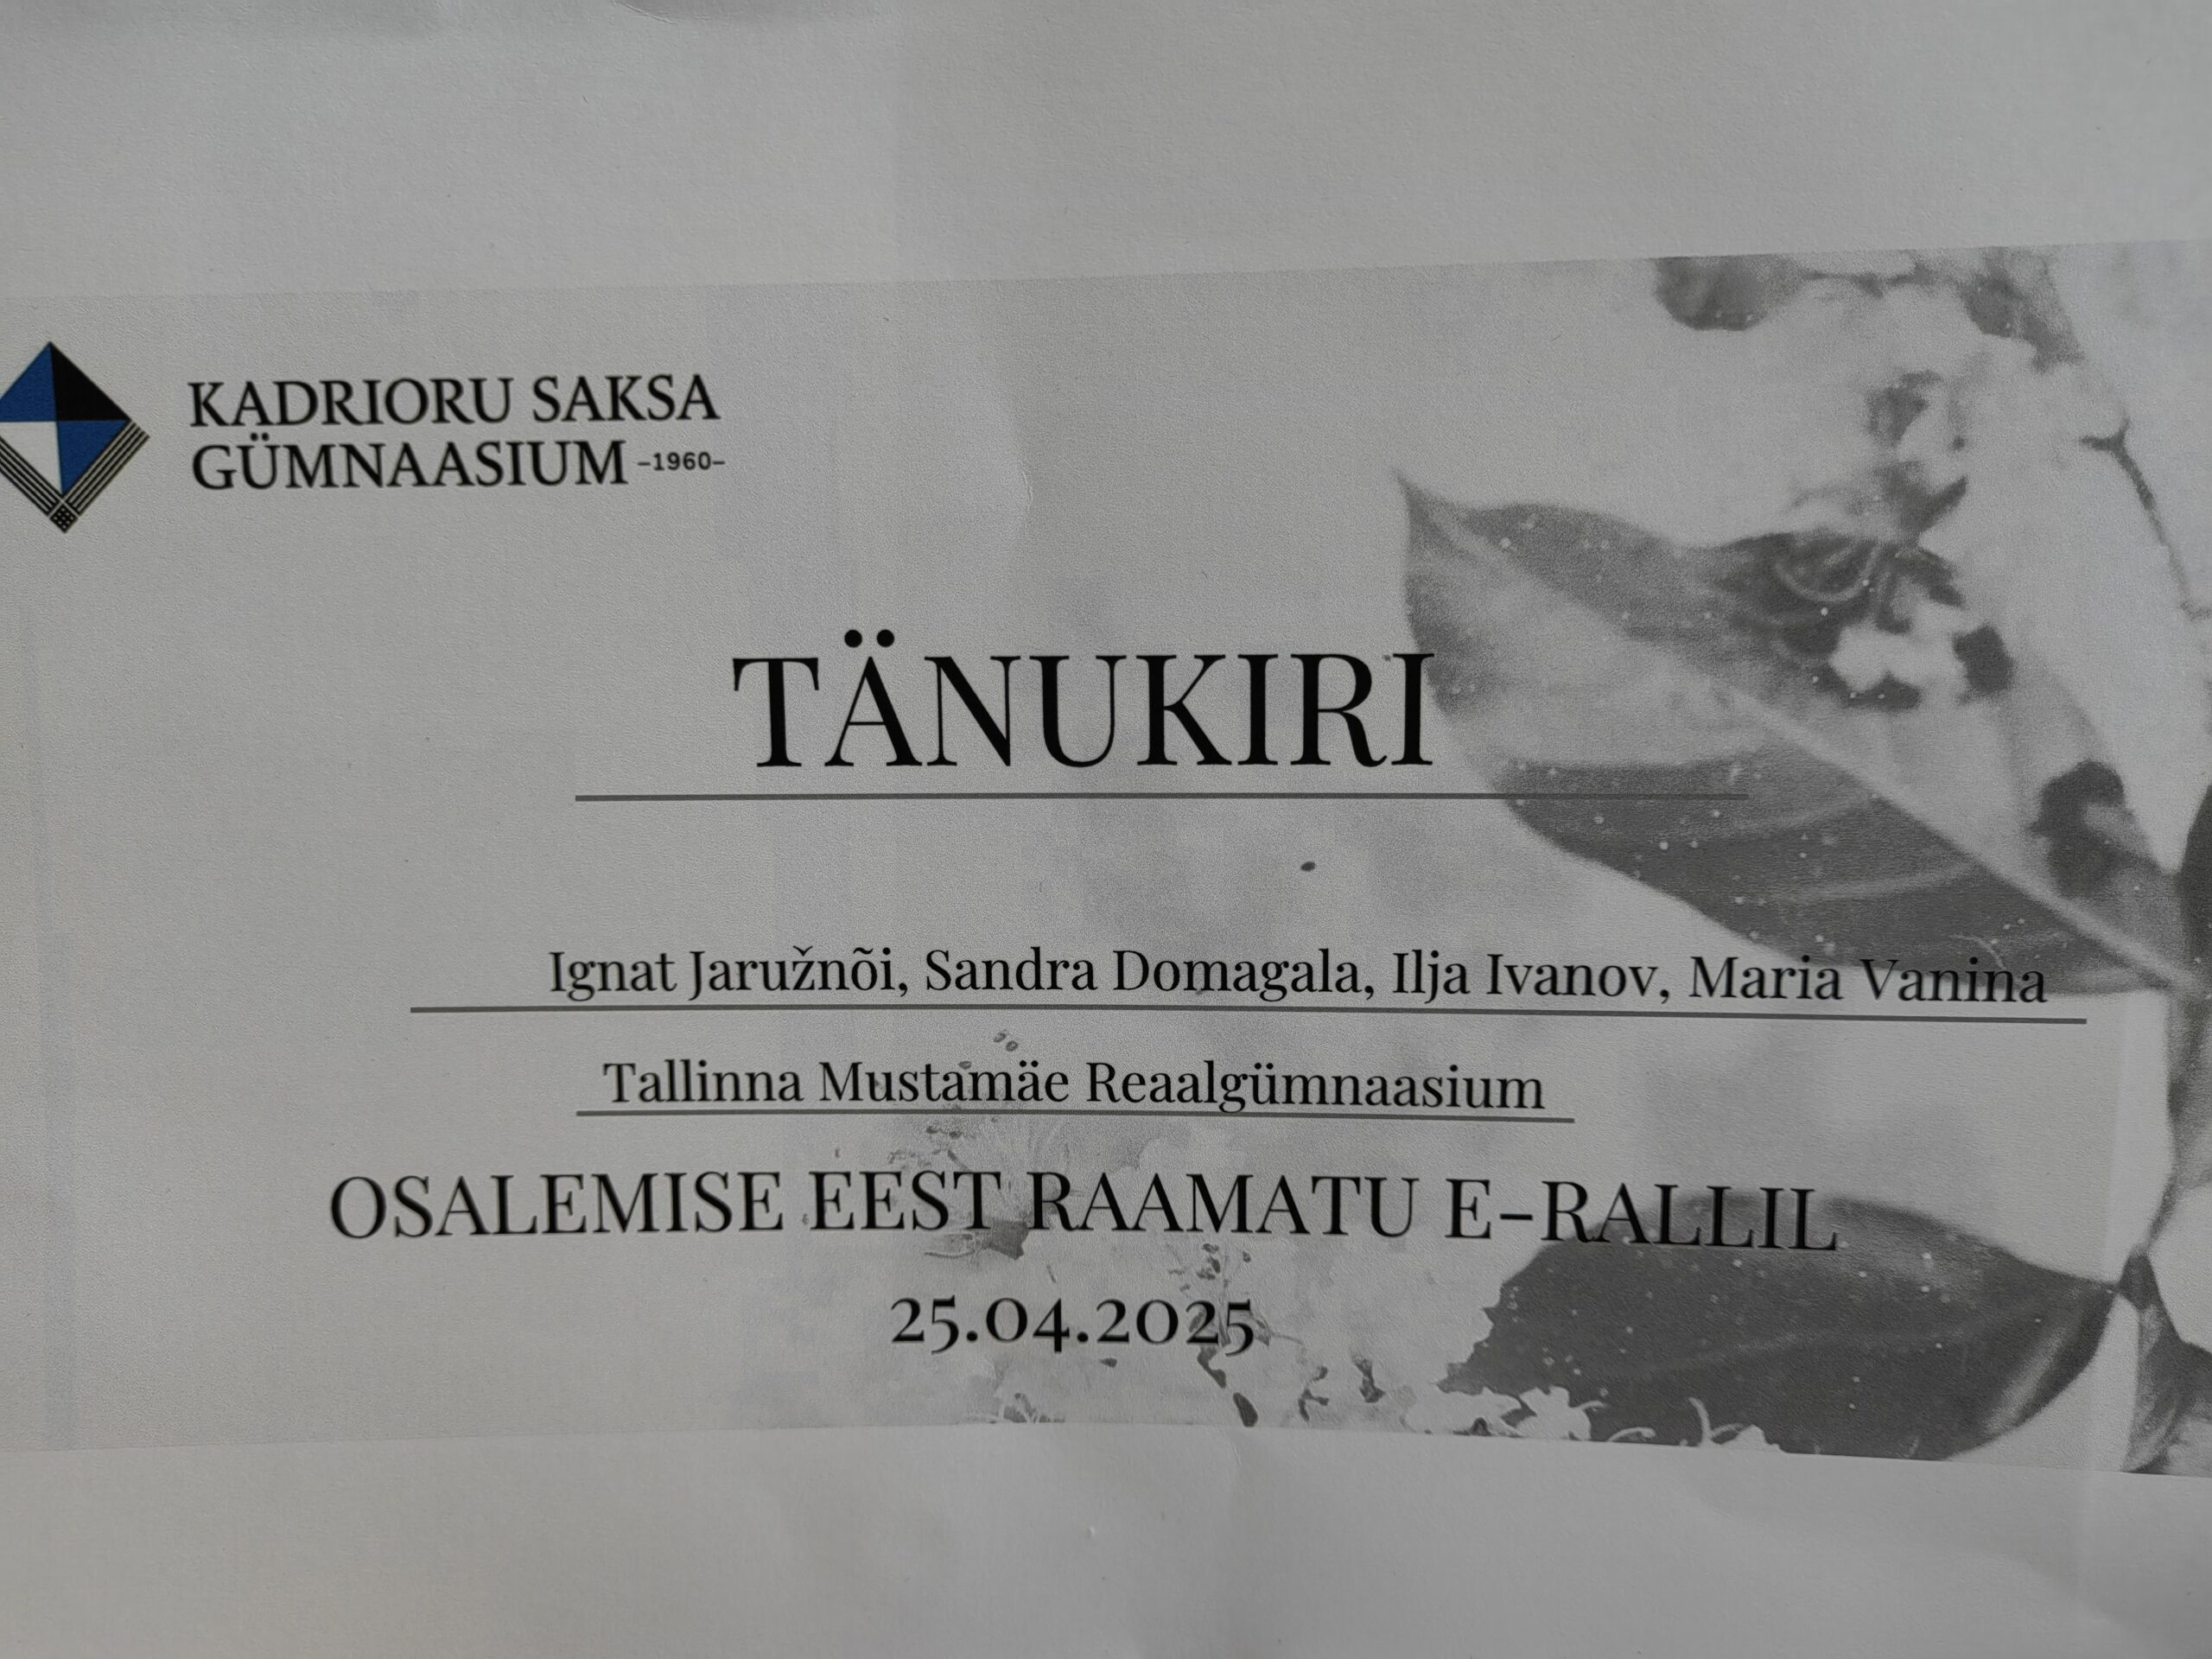 KADRIORU SAKSA
GÜMNAASIUM –1960–
TÄNUKIRI
Ignat Jaružnõi, Sandra Domagala, Ilja Ivanov, Maria Vanina
Tallinna Mustamäe Reaalgümnaasium
OSALEMISE EEST RAAMATU E-RALLIL
25.04.2025